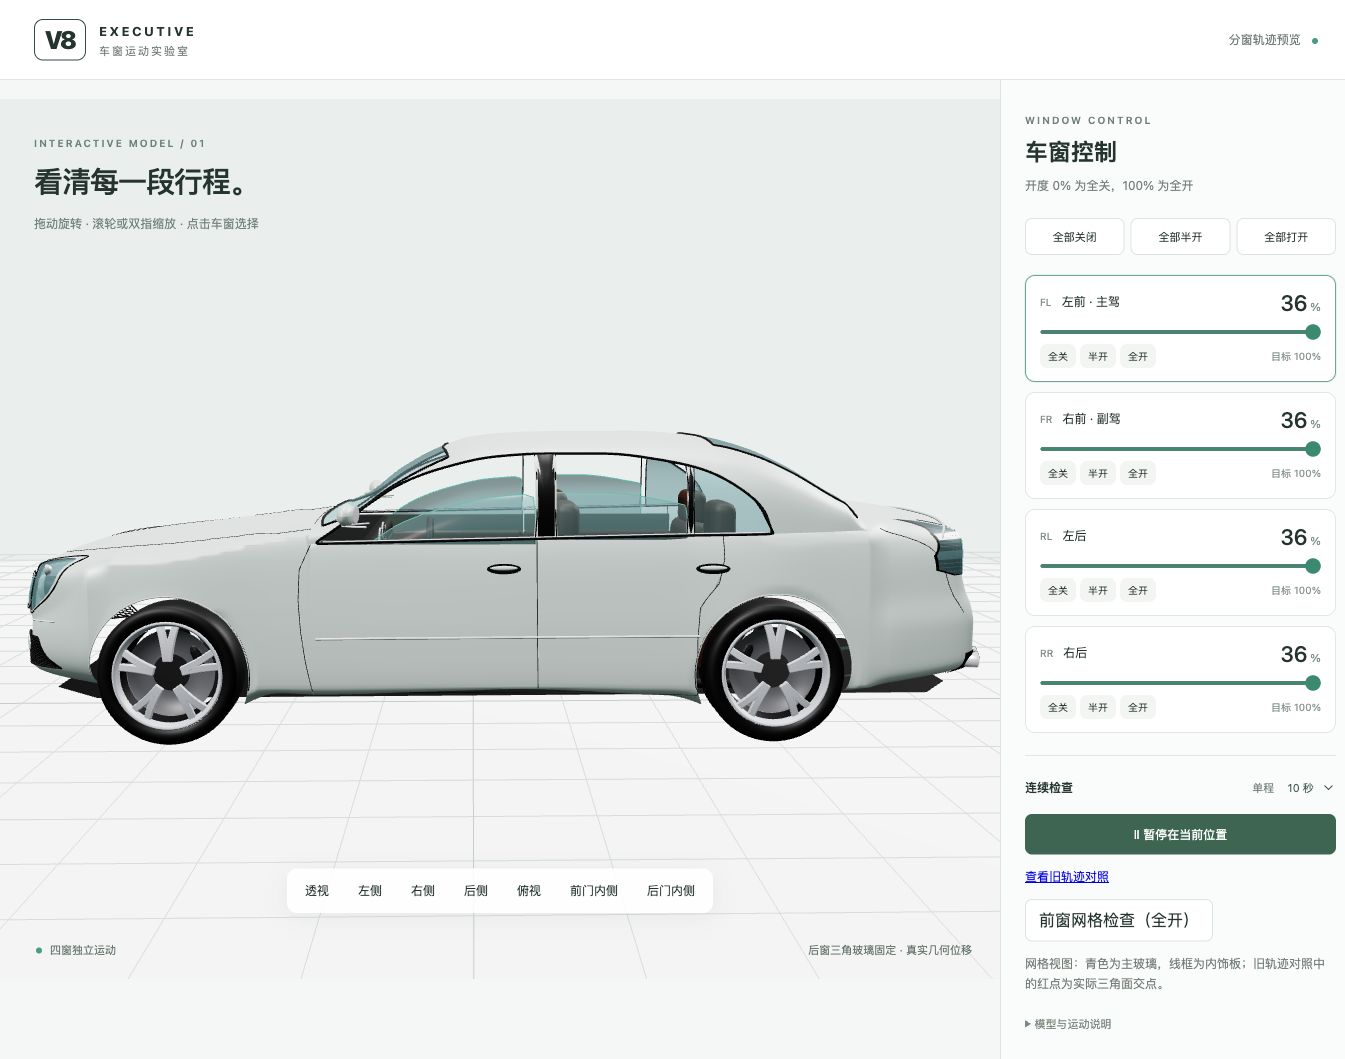 V8
EXECUTIVE
车窗运动实验室
分窗轨迹预览
INTERACTIVE MODEL / 01
看清每一段行程。
拖动旋转 · 滚轮或双指缩放 · 点击车窗选择
透视 左侧 右侧 后侧 俯视 前门内侧 后门内侧
四窗独立运动
后窗三角玻璃固定 · 真实几何位移
WINDOW CONTROL
车窗控制
开度 0% 为全关，100% 为全开
全部关闭 全部半开 全部打开
FL 左前 · 主驾 36 %
全关 半开 全开 目标 100%
FR 右前 · 副驾 36 %
全关 半开 全开 目标 100%
RL 左后 36 %
全关 半开 全开 目标 100%
RR 右后 36 %
全关 半开 全开 目标 100%
连续检查 单程 10 秒
暂停在当前位置
查看旧轨迹对照
前窗网格检查（全开）
网格视图：青色为主玻璃，线框为内饰板；旧轨迹对照中
的红点为实际三角面交点。
模型与运动说明